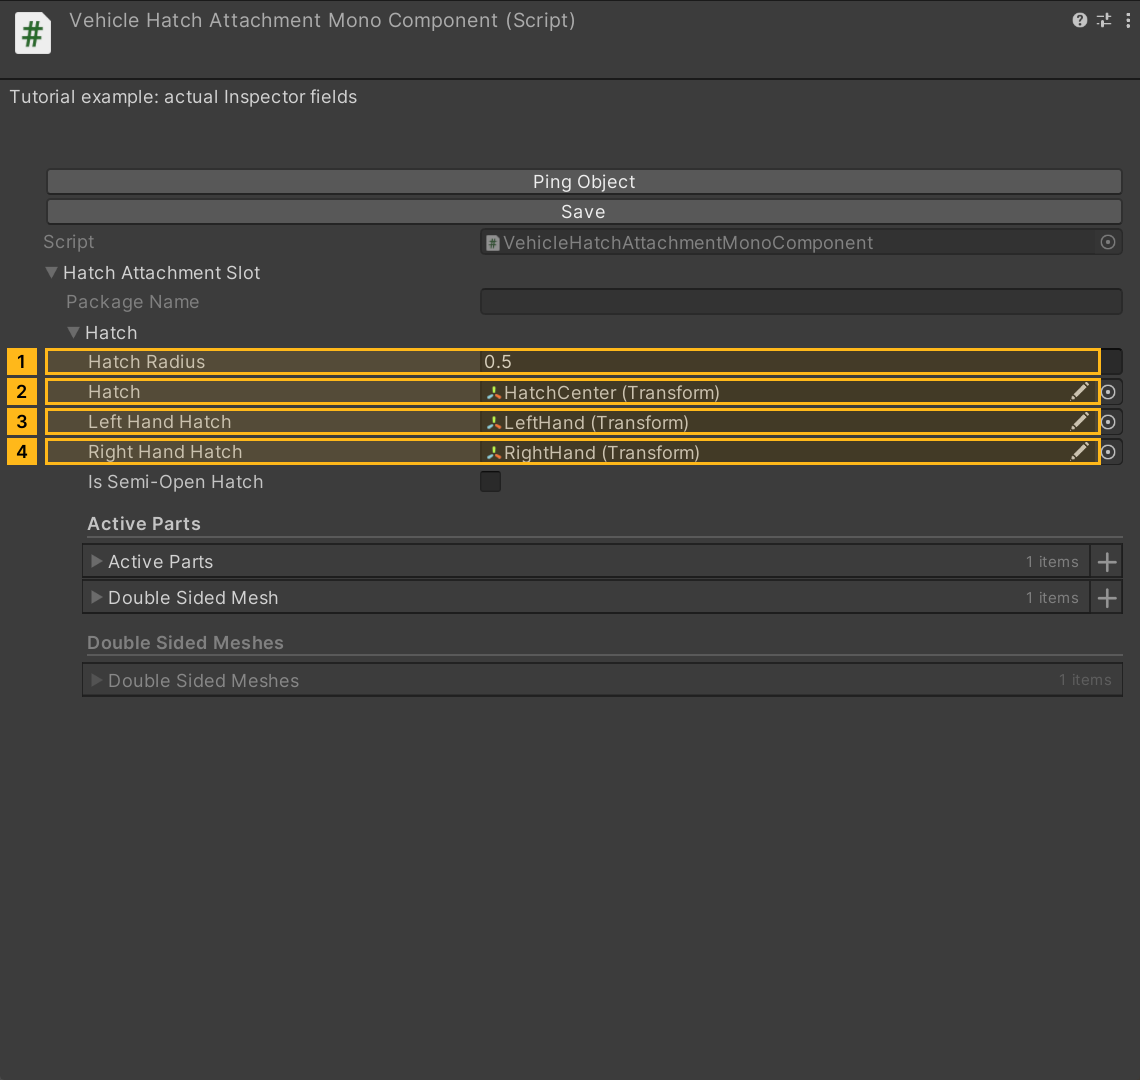 Vehicle Hatch Attachment Mono Component (Script)
Tutorial example: actual Inspector fields
Ping Object
Save
Script VehicleHatchAttachmentMonoComponent
Hatch Attachment Slot
Package Name
Hatch
1 Hatch Radius 0.5
2 Hatch HatchCenter (Transform)
3 Left Hand Hatch LeftHand (Transform)
4 Right Hand Hatch RightHand (Transform)
Is Semi-Open Hatch
Active Parts
Active Parts 1 items
Double Sided Mesh 1 items
Double Sided Meshes
Double Sided Meshes 1 items